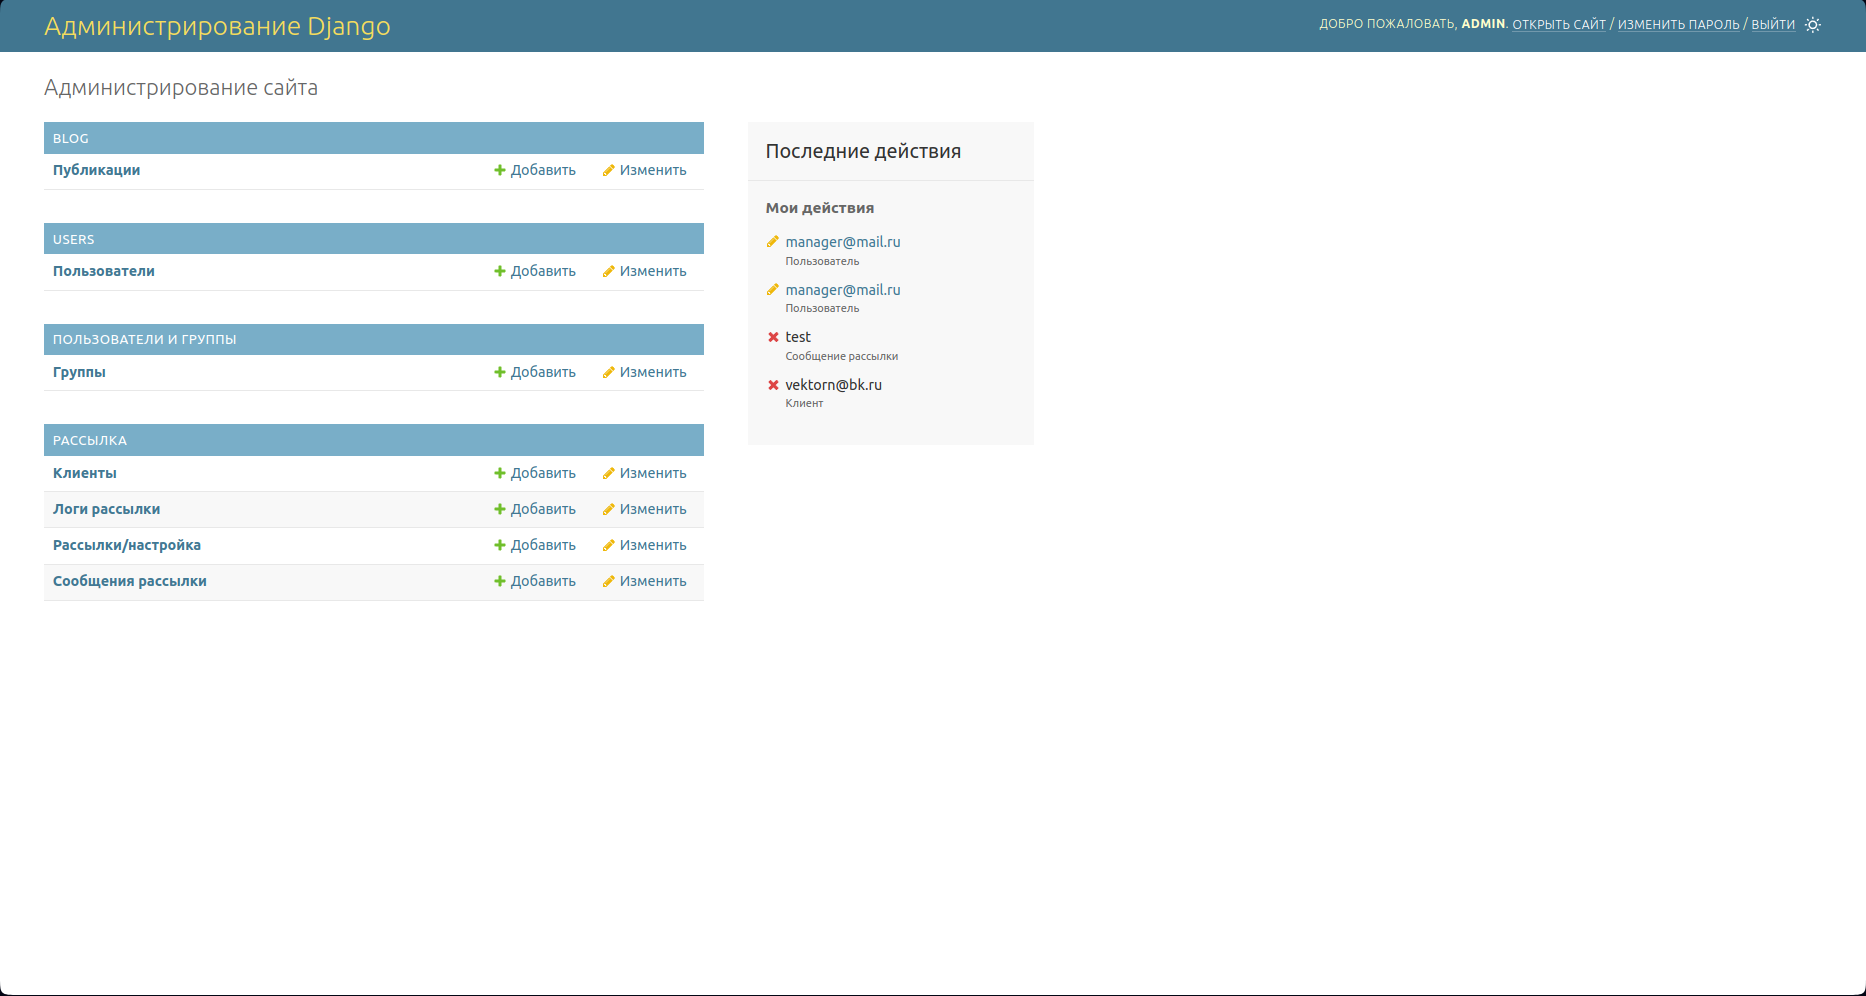 Администрирование Django
ДОБРО ПОЖАЛОВАТЬ, ADMIN. ОТКРЫТЬ САЙТ / ИЗМЕНИТЬ ПАРОЛЬ / ВЫЙТИ
Администрирование сайта
BLOG
Публикации Добавить Изменить
USERS
Пользователи Добавить Изменить
ПОЛЬЗОВАТЕЛИ И ГРУППЫ
Группы Добавить Изменить
РАССЫЛКА
Клиенты Добавить Изменить
Логи рассылки Добавить Изменить
Рассылки/настройка Добавить Изменить
Сообщения рассылки Добавить Изменить
Последние действия
Мои действия
manager@mail.ru
Пользователь
manager@mail.ru
Пользователь
test
Сообщение рассылки
vektorn@bk.ru
Клиент